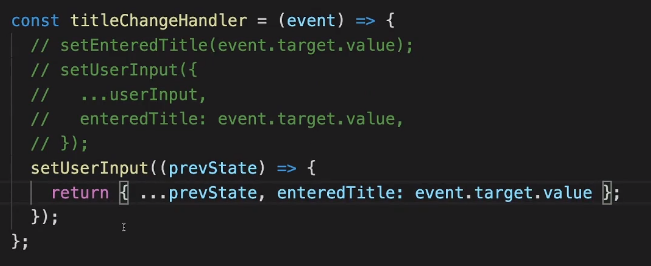 const titleChangeHandler = (event) => {
// setEnteredTitle(event.target.value);
// setUserInput({
//   ...userInput,
//   enteredTitle: event.target.value,
// });
setUserInput((prevState) => {
return { ...prevState, enteredTitle: event.target.value };
});
};